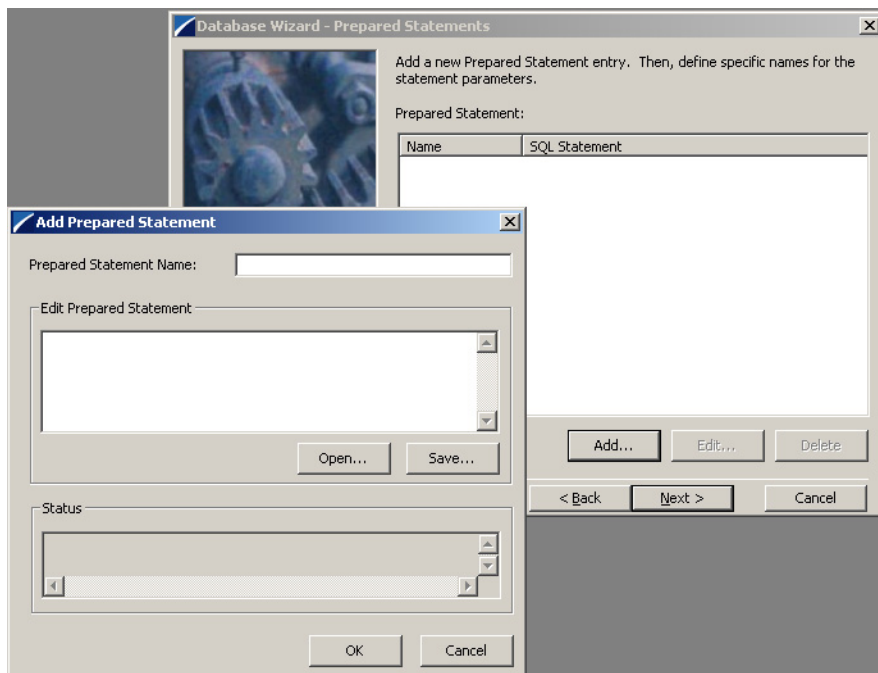 Database Wizard - Prepared Statements
Add a new Prepared Statement entry. Then, define specific names for the
statement parameters.
Prepared Statement:
Name SQL Statement
Add... Edit... Delete
< Back Next > Cancel
Add Prepared Statement
Prepared Statement Name:
Edit Prepared Statement
Open... Save...
Status
OK Cancel